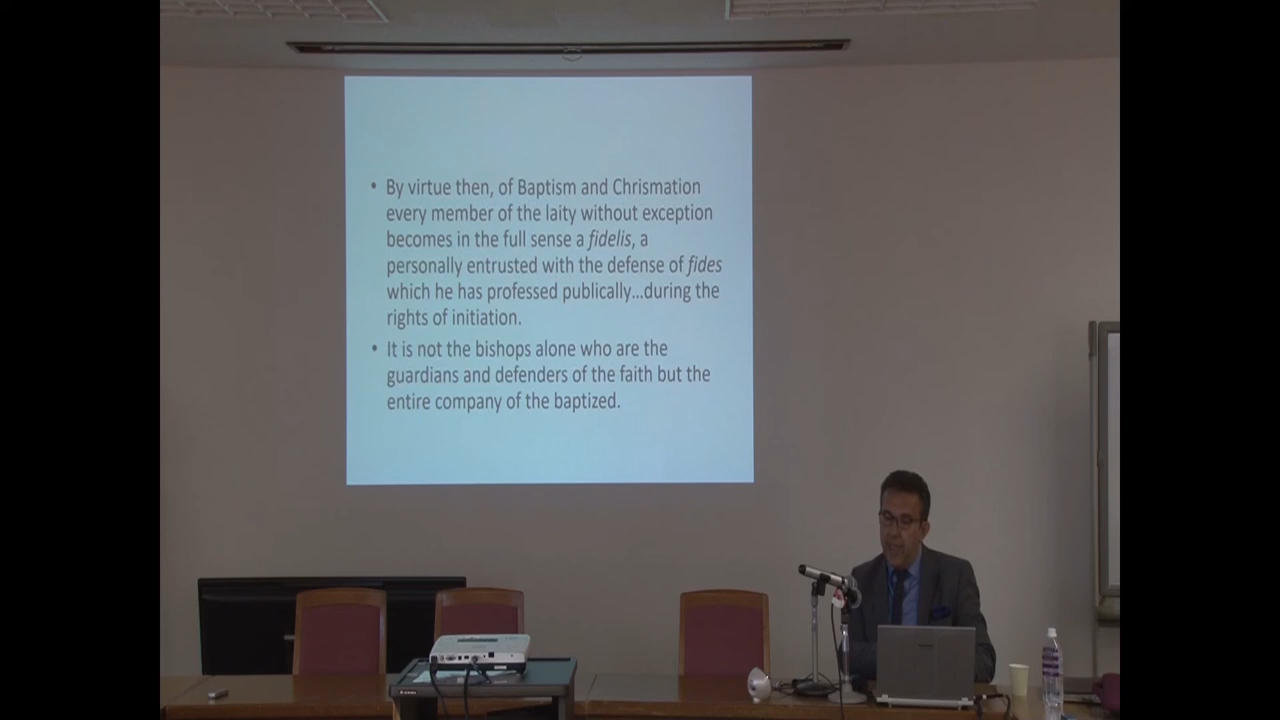 • By virtue then, of Baptism and Chrismation
every member of the laity without exception
becomes in the full sense a fidelis, a
personally entrusted with the defense of fides
which he has professed publically...during the
rights of initiation.
• It is not the bishops alone who are the
guardians and defenders of the faith but the
entire company of the baptized.